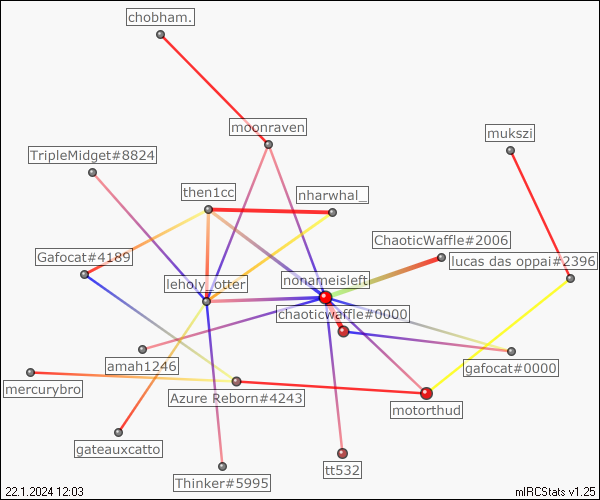 chobham.
moonraven
mukszi
TripleMidget#8824
then1cc
nharwhal_
ChaoticWaffle#2006
Gafocat#4189
lucas das oppai#2396
leholy_otter
nonameisleft
chaoticwaffle#0000
amah1246
gafocat#0000
mercurybro
Azure Reborn#4243
motorthud
gateauxcatto
tt532
Thinker#5995
22.1.2024 12:03
mIRCStats v1.25